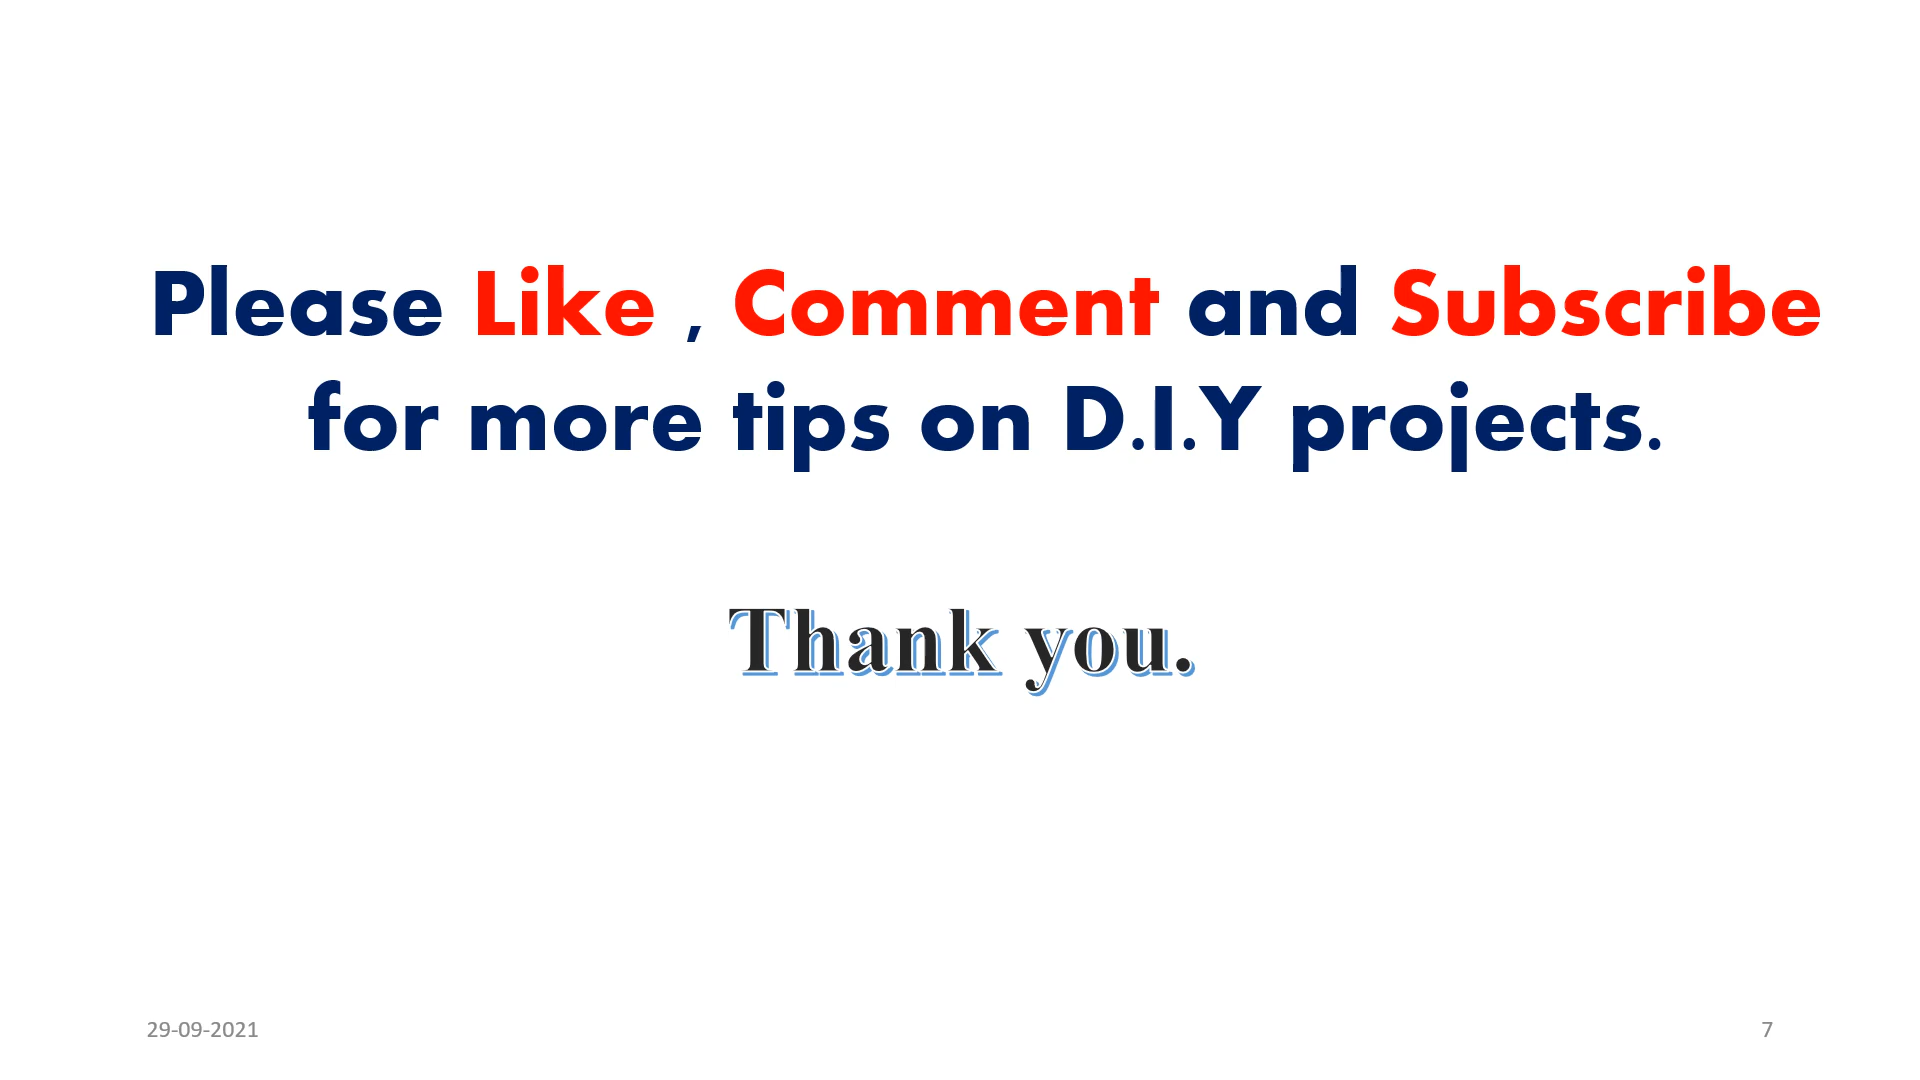 Please Like , Comment and Subscribe
for more tips on D.I.Y projects.
Thank you.
29-09-2021
7